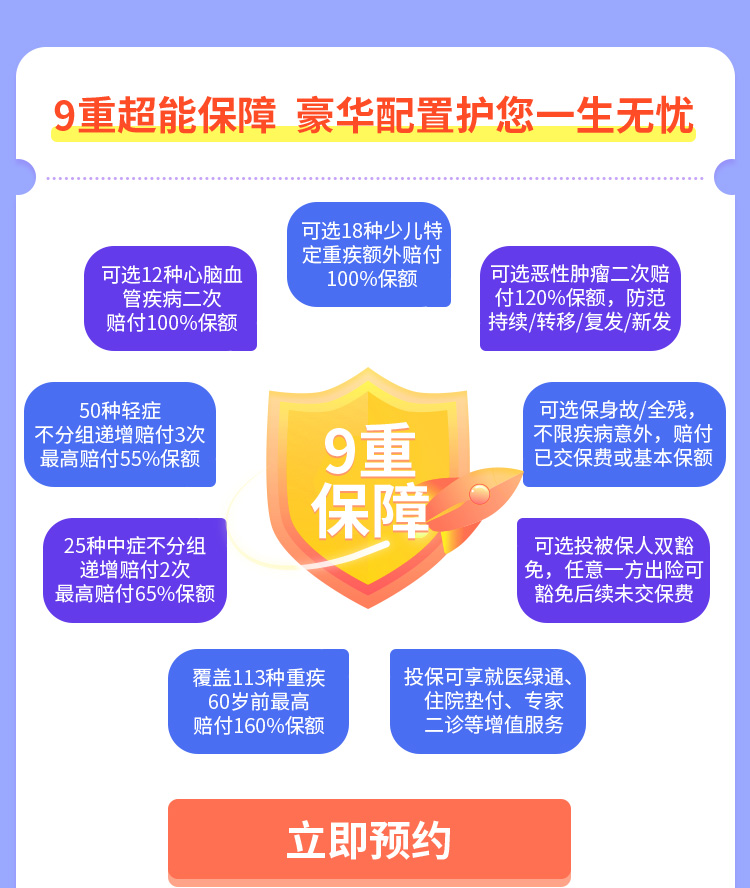 9重超能保障 豪华配置护您一生无忧
可选18种少儿特
定重疾额外赔付
100%保额
可选12种心脑血
管疾病二次
赔付100%保额
可选恶性肿瘤二次赔
付120%保额，防范
持续/转移/复发/新发
50种轻症
不分组递增赔付3次
最高赔付55%保额
9重
保障
可选保身故/全残，
不限疾病意外，赔付
已交保费或基本保额
25种中症不分组
递增赔付2次
最高赔付65%保额
可选投被保人双豁
免，任意一方出险可
豁免后续未交保费
覆盖113种重疾
60岁前最高
赔付160%保额
投保可享就医绿通、
住院垫付、专家
二诊等增值服务
立即预约